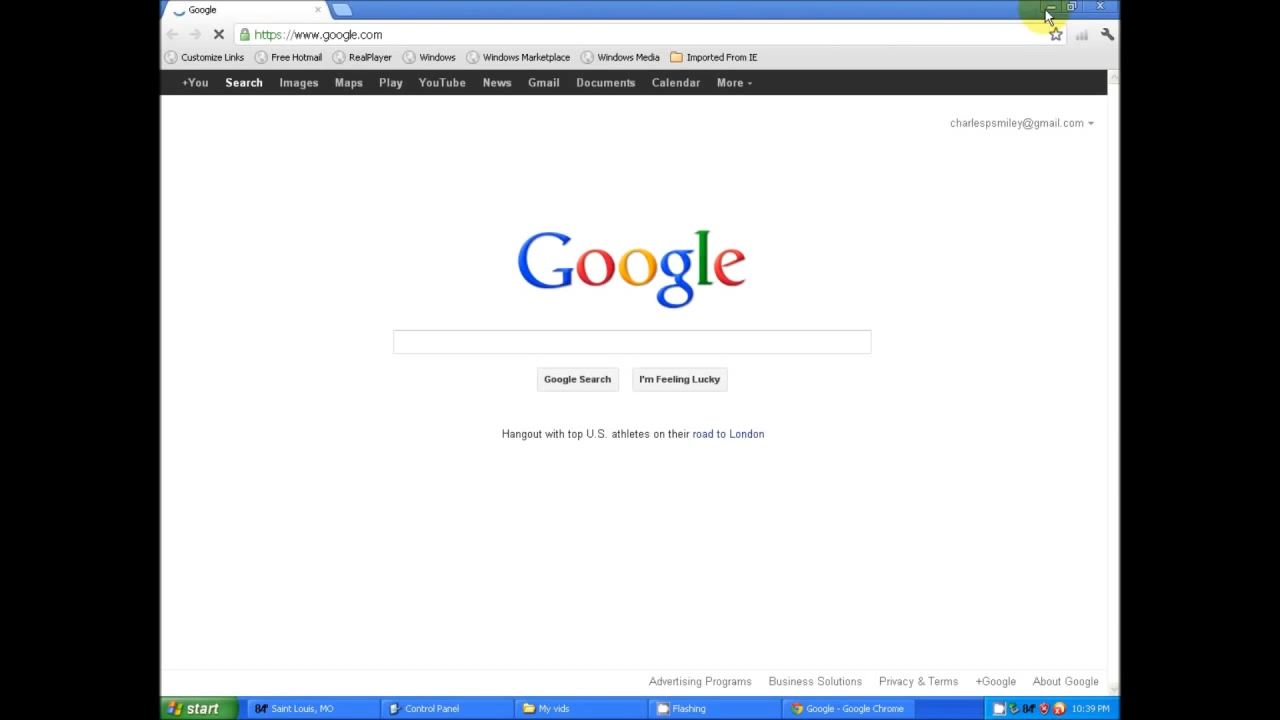 Google
https://www.google.com
Customize Links Free Hotmail RealPlayer Windows Windows Marketplace Windows Media Imported From IE
+You Search Images Maps Play YouTube News Gmail Documents Calendar More
charlespsmiley@gmail.com
Google
Google Search I'm Feeling Lucky
Hangout with top U.S. athletes on their road to London
Advertising Programs Business Solutions Privacy & Terms +Google About Google
start 84° Saint Louis, MO Control Panel My vids Flashing Google - Google Chrome 84° 10:39 PM